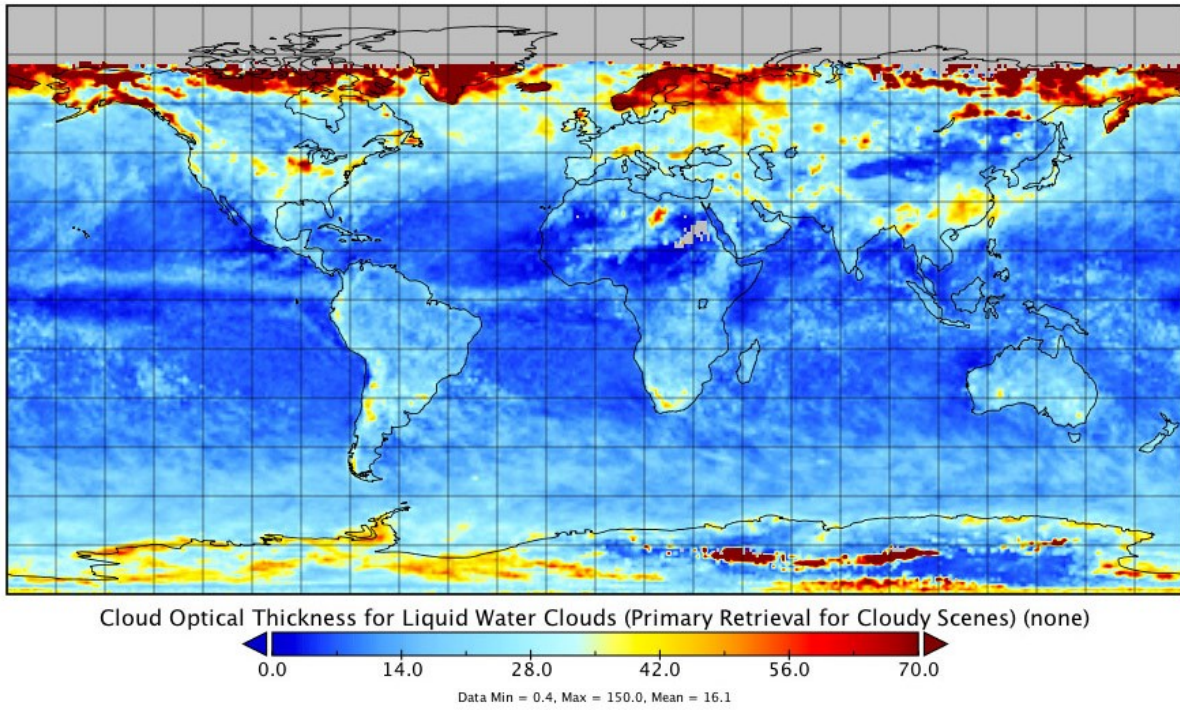 Cloud Optical Thickness for Liquid Water Clouds (Primary Retrieval for Cloudy Scenes) (none)
0.0 14.0 28.0 42.0 56.0 70.0
Data Min = 0.4, Max = 150.0, Mean = 16.1